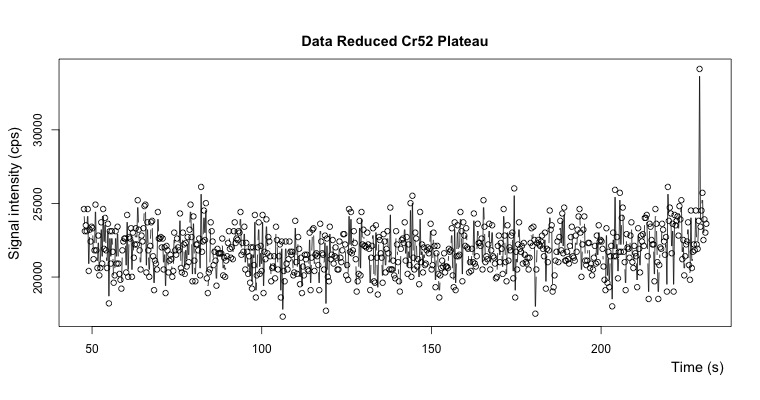 Data Reduced Cr52 Plateau
Signal intensity (cps)
30000
25000
20000
50 100 150 200
Time (s)